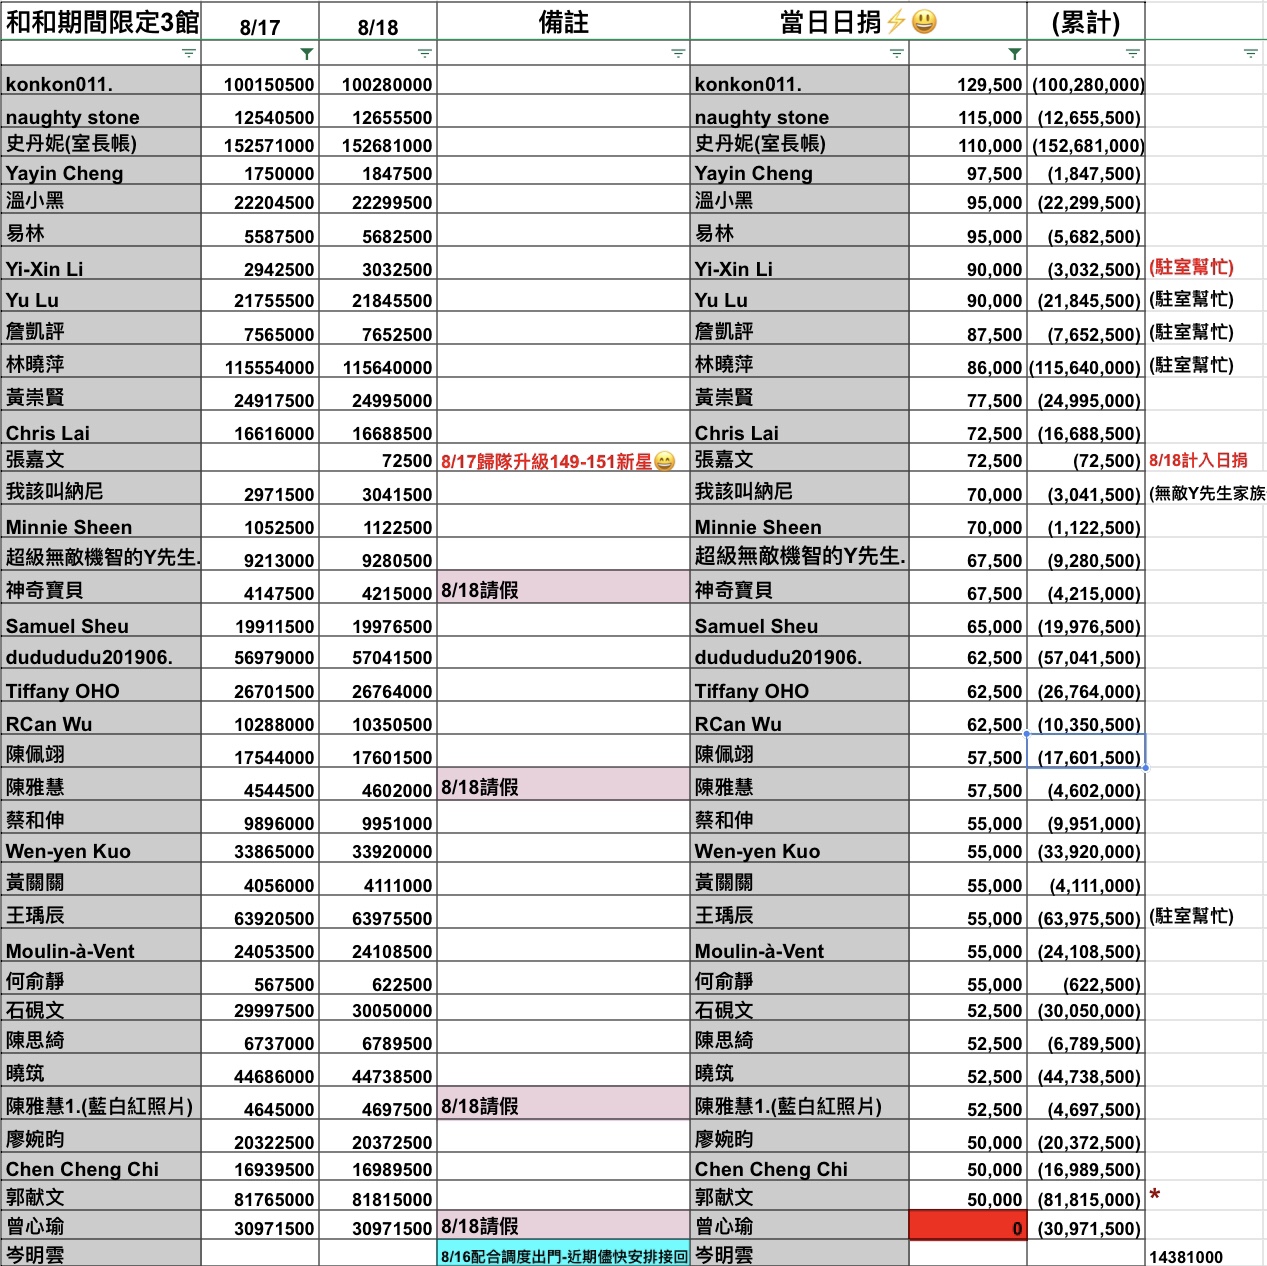 和和期間限定3館 8/17 8/18 備註 當日日捐⚡😃 (累計)
konkon011. 100150500 100280000 konkon011. 129,500 (100,280,000)
naughty stone 12540500 12655500 naughty stone 115,000 (12,655,500)
史丹妮(室長帳) 152571000 152681000 史丹妮(室長帳) 110,000 (152,681,000)
Yayin Cheng 1750000 1847500 Yayin Cheng 97,500 (1,847,500)
溫小黑 22204500 22299500 溫小黑 95,000 (22,299,500)
易林 5587500 5682500 易林 95,000 (5,682,500)
Yi-Xin Li 2942500 3032500 Yi-Xin Li 90,000 (3,032,500) (駐室幫忙)
Yu Lu 21755500 21845500 Yu Lu 90,000 (21,845,500) (駐室幫忙)
詹凱評 7565000 7652500 詹凱評 87,500 (7,652,500) (駐室幫忙)
林曉萍 115554000 115640000 林曉萍 86,000 (115,640,000) (駐室幫忙)
黃崇賢 24917500 24995000 黃崇賢 77,500 (24,995,000)
Chris Lai 16616000 16688500 Chris Lai 72,500 (16,688,500)
張嘉文 72500 8/17歸隊升級149-151新星😄 張嘉文 72,500 (72,500) 8/18計入日捐
我該叫納尼 2971500 3041500 我該叫納尼 70,000 (3,041,500) (無敵Y先生家族
Minnie Sheen 1052500 1122500 Minnie Sheen 70,000 (1,122,500)
超級無敵機智的Y先生. 9213000 9280500 超級無敵機智的Y先生. 67,500 (9,280,500)
神奇寶貝 4147500 4215000 8/18請假 神奇寶貝 67,500 (4,215,000)
Samuel Sheu 19911500 19976500 Samuel Sheu 65,000 (19,976,500)
dudududu201906. 56979000 57041500 dudududu201906. 62,500 (57,041,500)
Tiffany OHO 26701500 26764000 Tiffany OHO 62,500 (26,764,000)
RCan Wu 10288000 10350500 RCan Wu 62,500 (10,350,500)
陳佩翊 17544000 17601500 陳佩翊 57,500 (17,601,500)
陳雅慧 4544500 4602000 8/18請假 陳雅慧 57,500 (4,602,000)
蔡和伸 9896000 9951000 蔡和伸 55,000 (9,951,000)
Wen-yen Kuo 33865000 33920000 Wen-yen Kuo 55,000 (33,920,000)
黃關關 4056000 4111000 黃關關 55,000 (4,111,000)
王瑀辰 63920500 63975500 王瑀辰 55,000 (63,975,500) (駐室幫忙)
Moulin-à-Vent 24053500 24108500 Moulin-à-Vent 55,000 (24,108,500)
何俞靜 567500 622500 何俞靜 55,000 (622,500)
石硯文 29997500 30050000 石硯文 52,500 (30,050,000)
陳思綺 6737000 6789500 陳思綺 52,500 (6,789,500)
曉筑 44686000 44738500 曉筑 52,500 (44,738,500)
陳雅慧1.(藍白紅照片) 4645000 4697500 8/18請假 陳雅慧1.(藍白紅照片) 52,500 (4,697,500)
廖婉昀 20322500 20372500 廖婉昀 50,000 (20,372,500)
Chen Cheng Chi 16939500 16989500 Chen Cheng Chi 50,000 (16,989,500)
郭献文 81765000 81815000 郭献文 50,000 (81,815,000) *
曾心瑜 30971500 30971500 8/18請假 曾心瑜 0 (30,971,500)
岑明雲 8/16配合調度出門-近期儘快安排接回 岑明雲 14381000